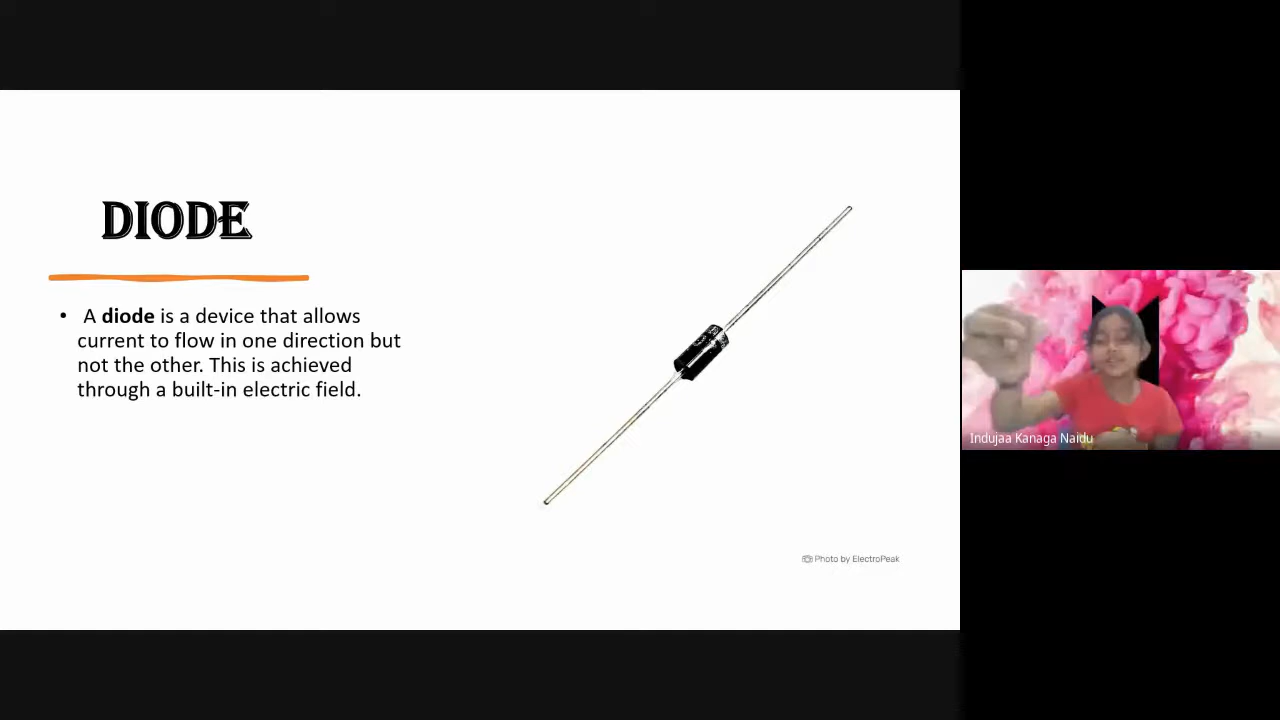 DIODE
• A diode is a device that allows
current to flow in one direction but
not the other. This is achieved
through a built-in electric field.
Photo by ElectroPeak
Indujaa Kanaga Naidu